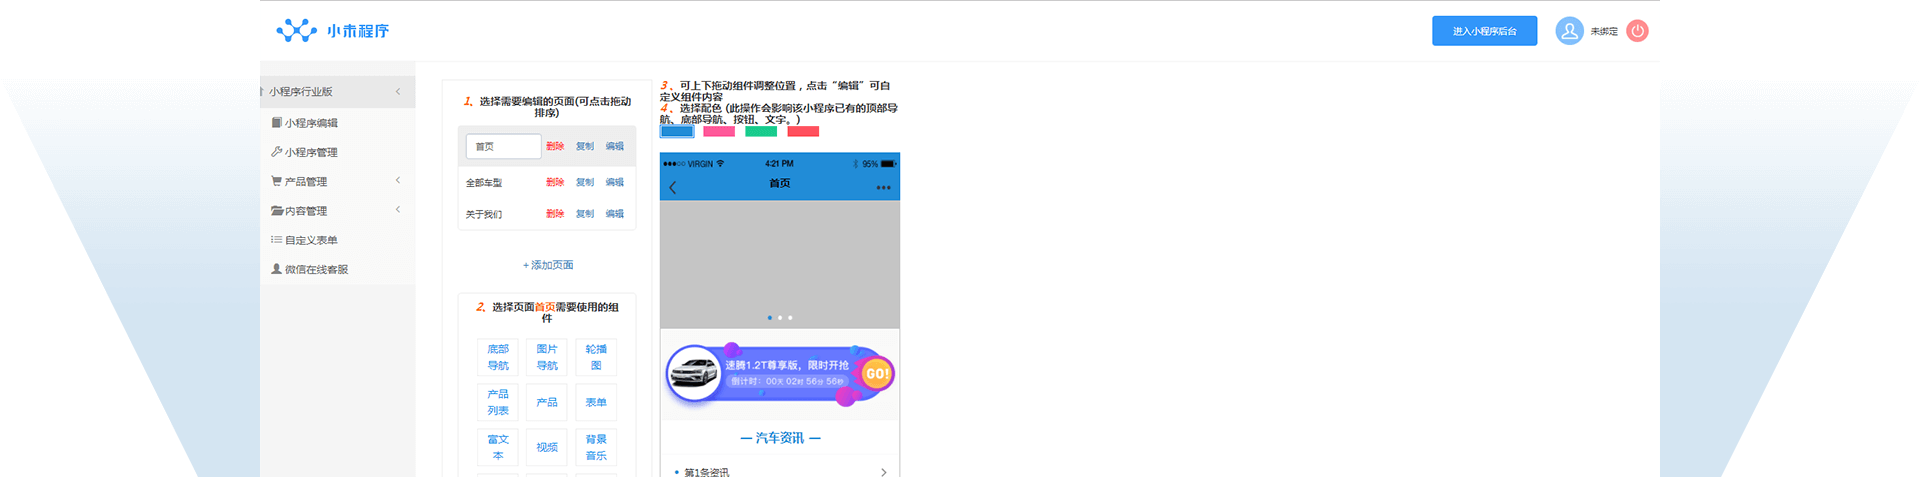 小未程序
进入小程序后台
未绑定
小程序行业版
小程序编辑
小程序管理
产品管理
内容管理
自定义表单
微信在线客服
1、选择需要编辑的页面(可点击拖动
排序)
首页 删除 复制 编辑
全部车型 删除 复制 编辑
关于我们 删除 复制 编辑
+ 添加页面
2、选择页面首页需要使用的组
件
底部
导航
图片
导航
轮播
图
产品
列表
产品
表单
富文
本
视频
背景
音乐
3、可上下拖动组件调整位置，点击“编辑”可自
定义组件内容
4、选择配色 (此操作会影响该小程序已有的顶部导
航、底部导航、按钮、文字。)
VIRGIN 4:21 PM 95%
首页
速腾1.2T尊享版，限时开抢
倒计时：00天 02时 56分 56秒
GO!
— 汽车资讯 —
第1条资讯